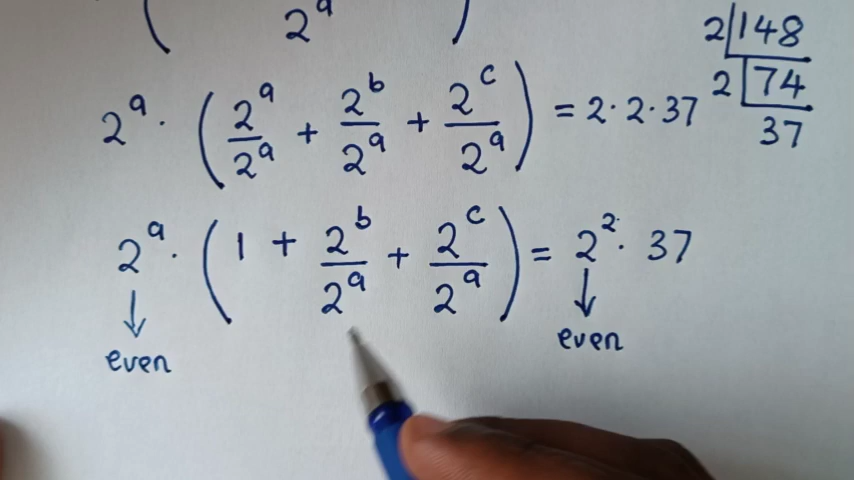 ( 2^a )
2^a · ( 2^a/2^a + 2^b/2^a + 2^c/2^a ) = 2·2·37
2^a · ( 1 + 2^b/2^a + 2^c/2^a ) = 2^2 · 37
↓ ↓
even even
2|148
2|74
37